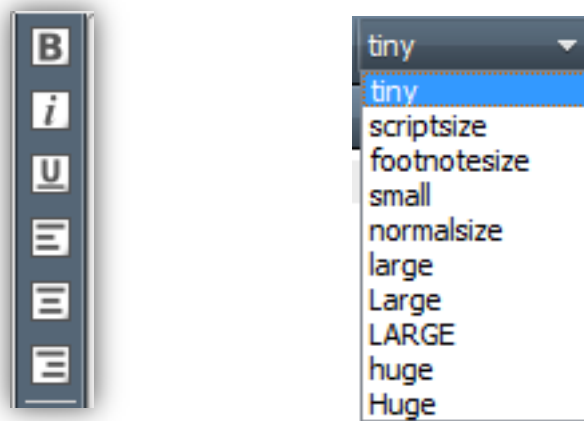 B
i
U
tiny
tiny
scriptsize
footnotesize
small
normalsize
large
Large
LARGE
huge
Huge